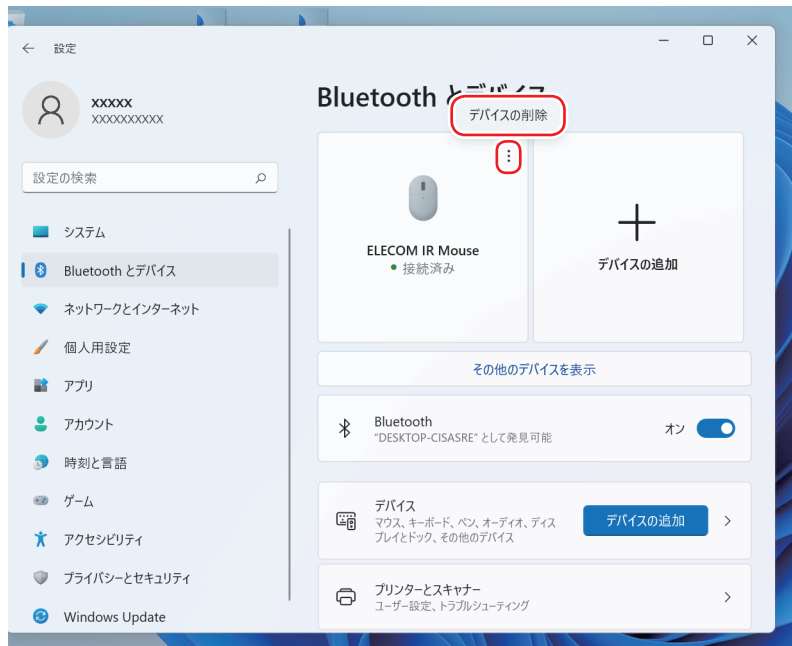 設定
xxxxx
xxxxxxxxxx
設定の検索
システム
Bluetooth とデバイス
ネットワークとインターネット
個人用設定
アプリ
アカウント
時刻と言語
ゲーム
アクセシビリティ
プライバシーとセキュリティ
Windows Update
Bluetooth とデバイス
デバイスの削除
ELECOM IR Mouse
接続済み
デバイスの追加
その他のデバイスを表示
Bluetooth
"DESKTOP-CISASRE" として発見可能
オン
デバイス
マウス、キーボード、ペン、オーディオ、ディス
プレイとドック、その他のデバイス
デバイスの追加
プリンターとスキャナー
ユーザー設定、トラブルシューティング